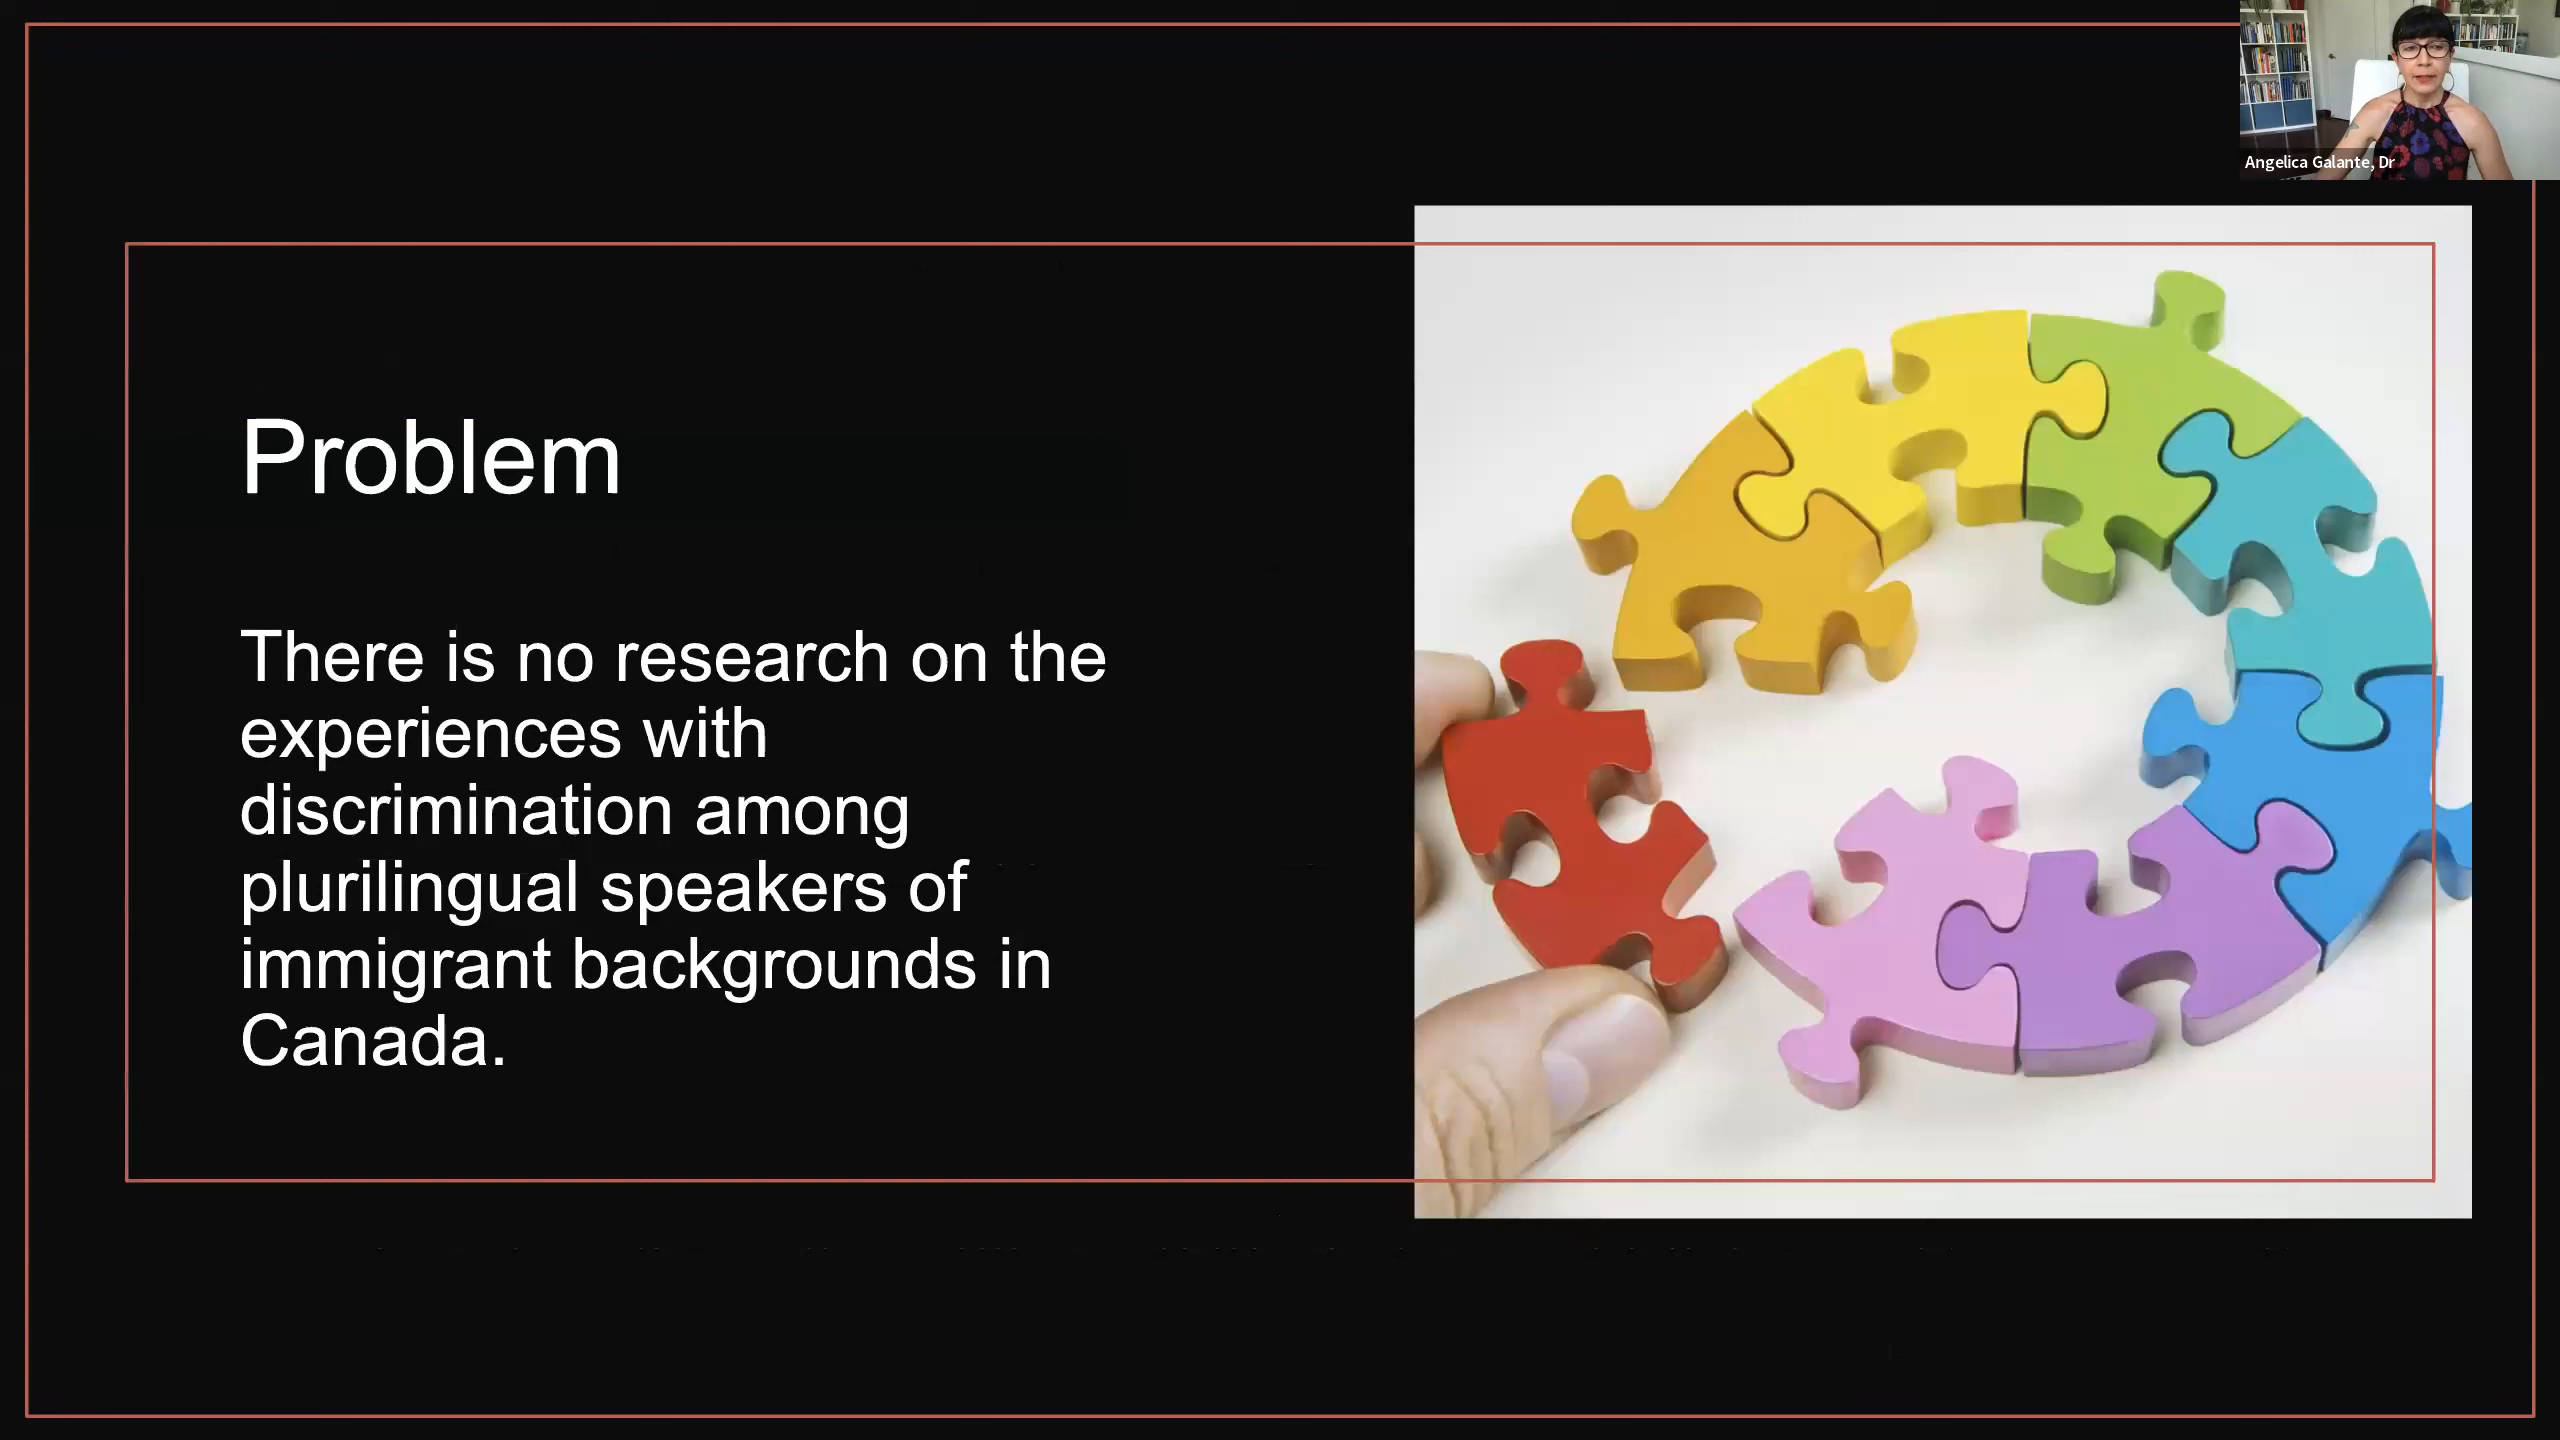 Angelica Galante, Dr
Problem
There is no research on the
experiences with
discrimination among
plurilingual speakers of
immigrant backgrounds in
Canada.